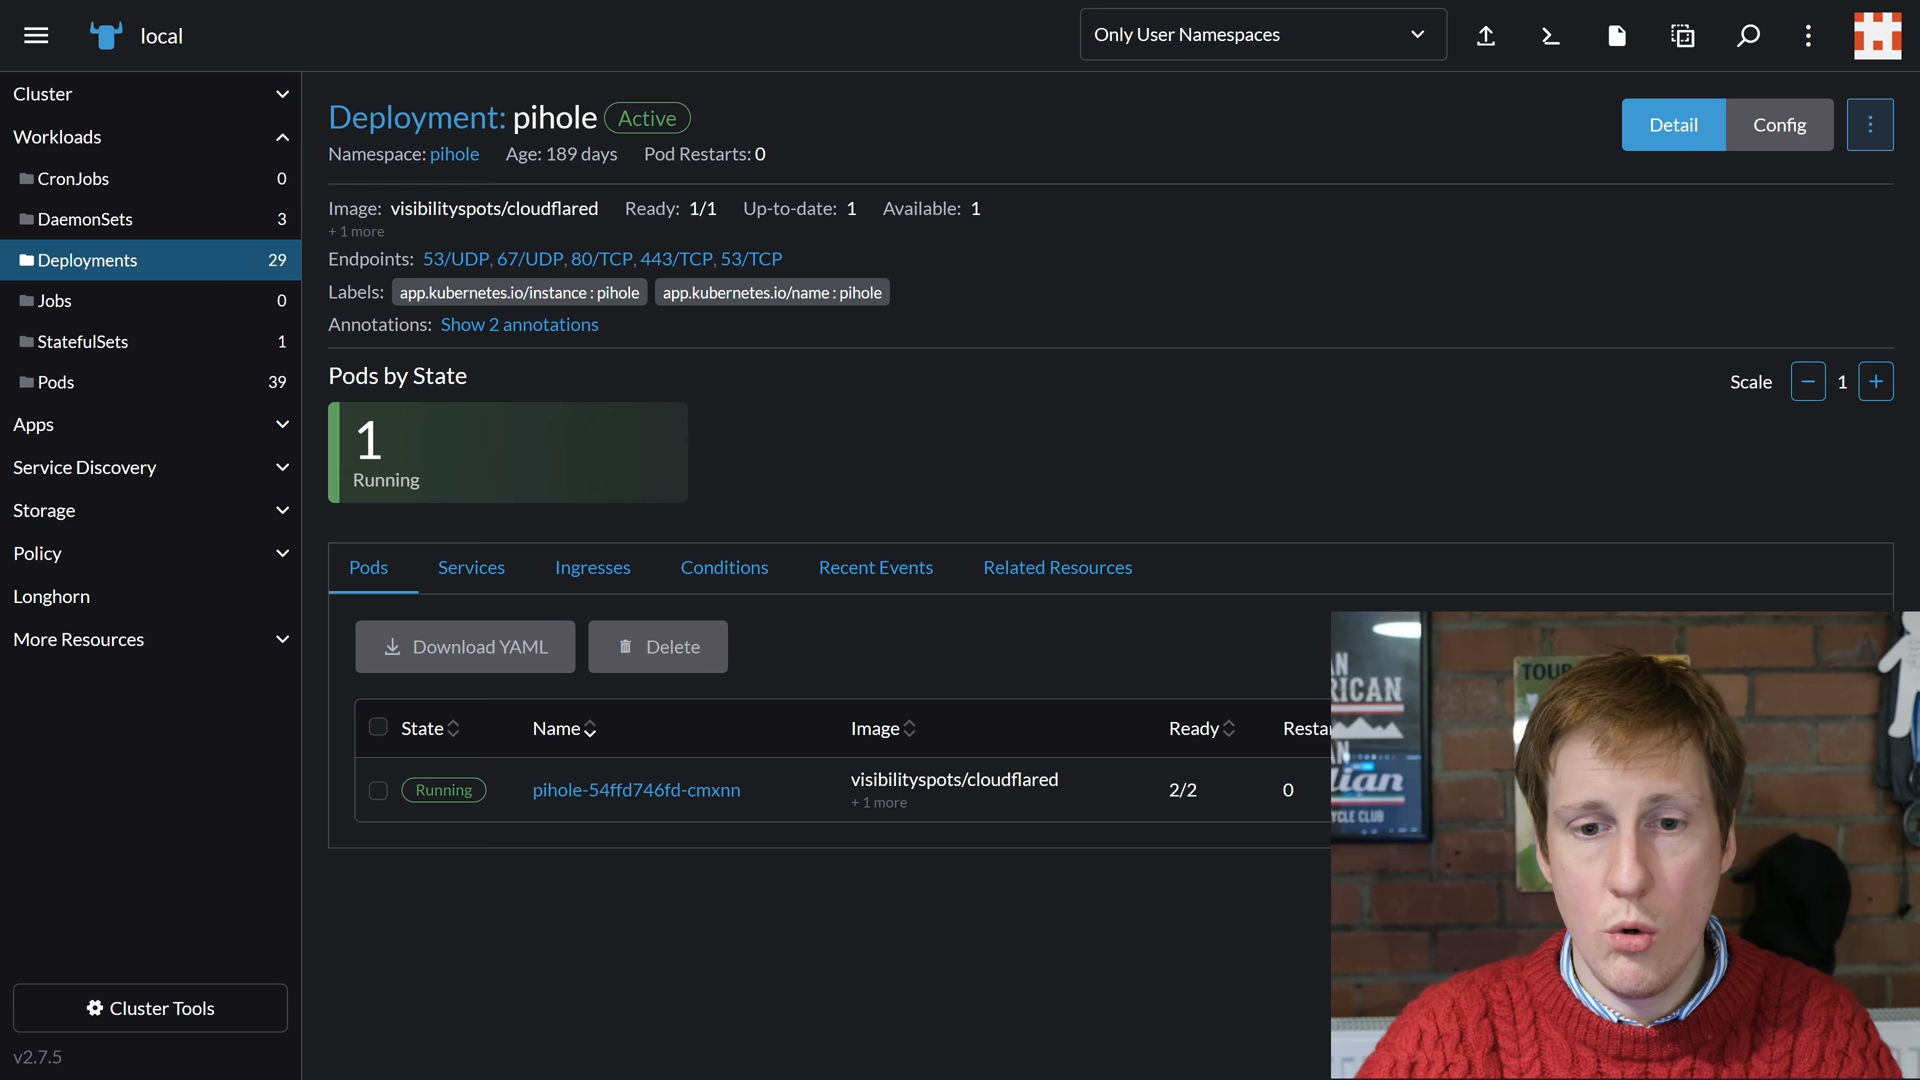 local
Only User Namespaces
Cluster
Workloads
CronJobs 0
DaemonSets 3
Deployments 29
Jobs 0
StatefulSets 1
Pods 39
Apps
Service Discovery
Storage
Policy
Longhorn
More Resources
Cluster Tools
v2.7.5
Deployment: pihole Active
Detail Config
Namespace: pihole Age: 189 days Pod Restarts: 0
Image: visibilityspots/cloudflared Ready: 1/1 Up-to-date: 1 Available: 1
+ 1 more
Endpoints: 53/UDP, 67/UDP, 80/TCP, 443/TCP, 53/TCP
Labels: app.kubernetes.io/instance : pihole app.kubernetes.io/name : pihole
Annotations: Show 2 annotations
Pods by State
Scale 1
1
Running
Pods Services Ingresses Conditions Recent Events Related Resources
Download YAML Delete
State Name Image Ready Restar
Running pihole-54ffd746fd-cmxnn visibilityspots/cloudflared 2/2 0
+ 1 more
AN
RICAN
AN
lian
YCLE CLUB
TOUR